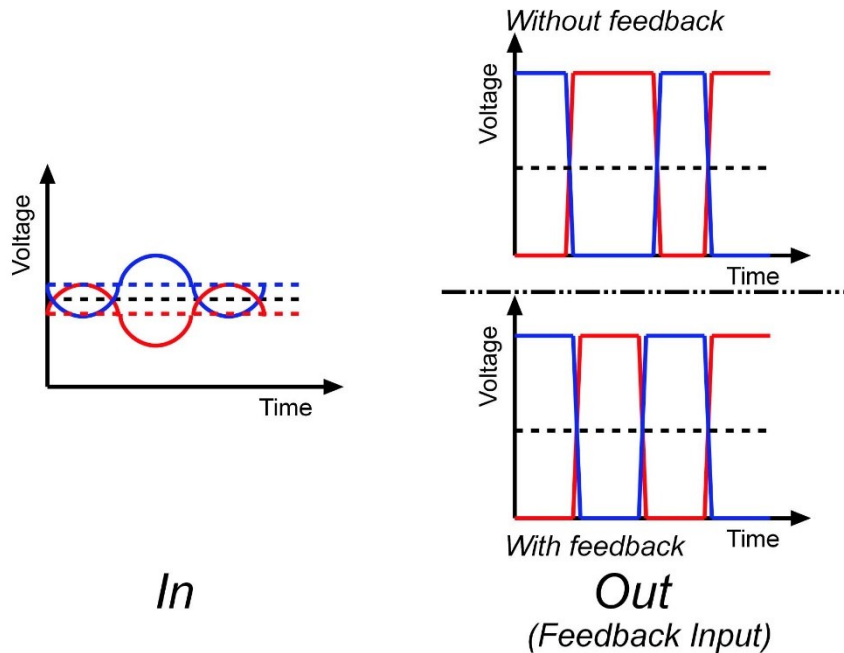 Without feedback
Voltage
Time
Voltage
Time
Voltage
Time
With feedback
In
Out
(Feedback Input)